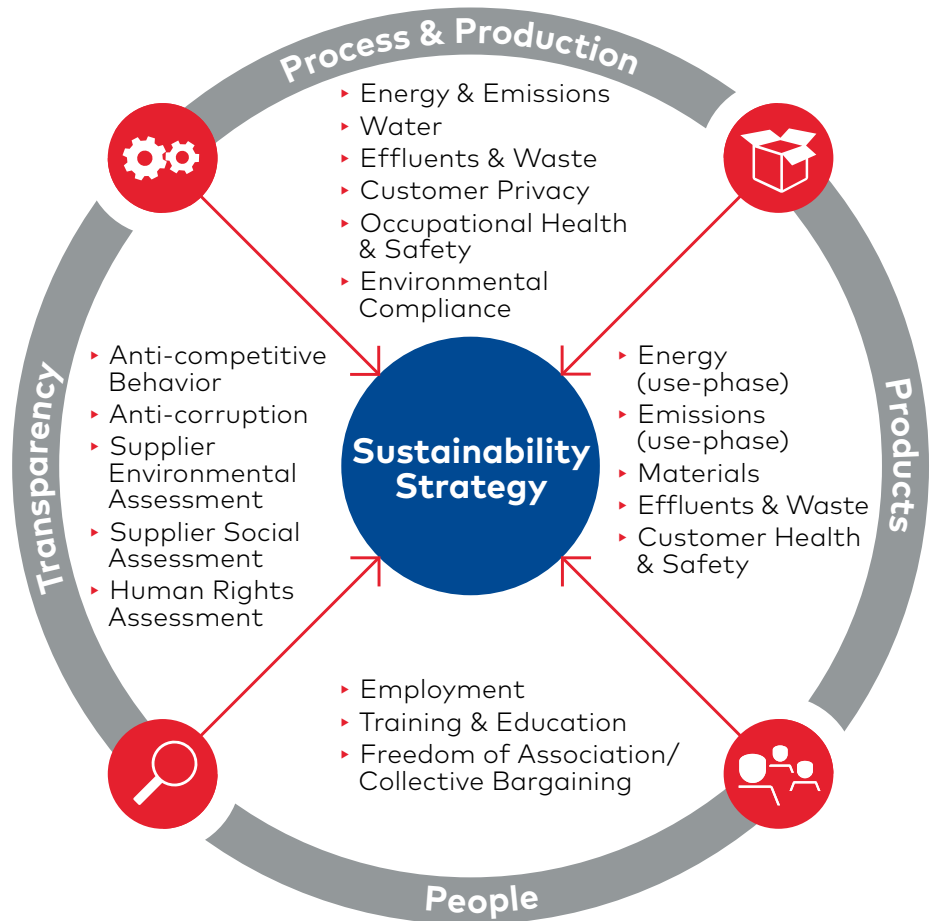 Process & Production
Energy & Emissions
Water
Effluents & Waste
Customer Privacy
Occupational Health
& Safety
Environmental
Compliance
Transparency
Anti-competitive
Behavior
Anti-corruption
Supplier
Environmental
Assessment
Supplier Social
Assessment
Human Rights
Assessment
Sustainability
Strategy
Products
Energy
(use-phase)
Emissions
(use-phase)
Materials
Effluents & Waste
Customer Health
& Safety
Employment
Training & Education
Freedom of Association/
Collective Bargaining
People